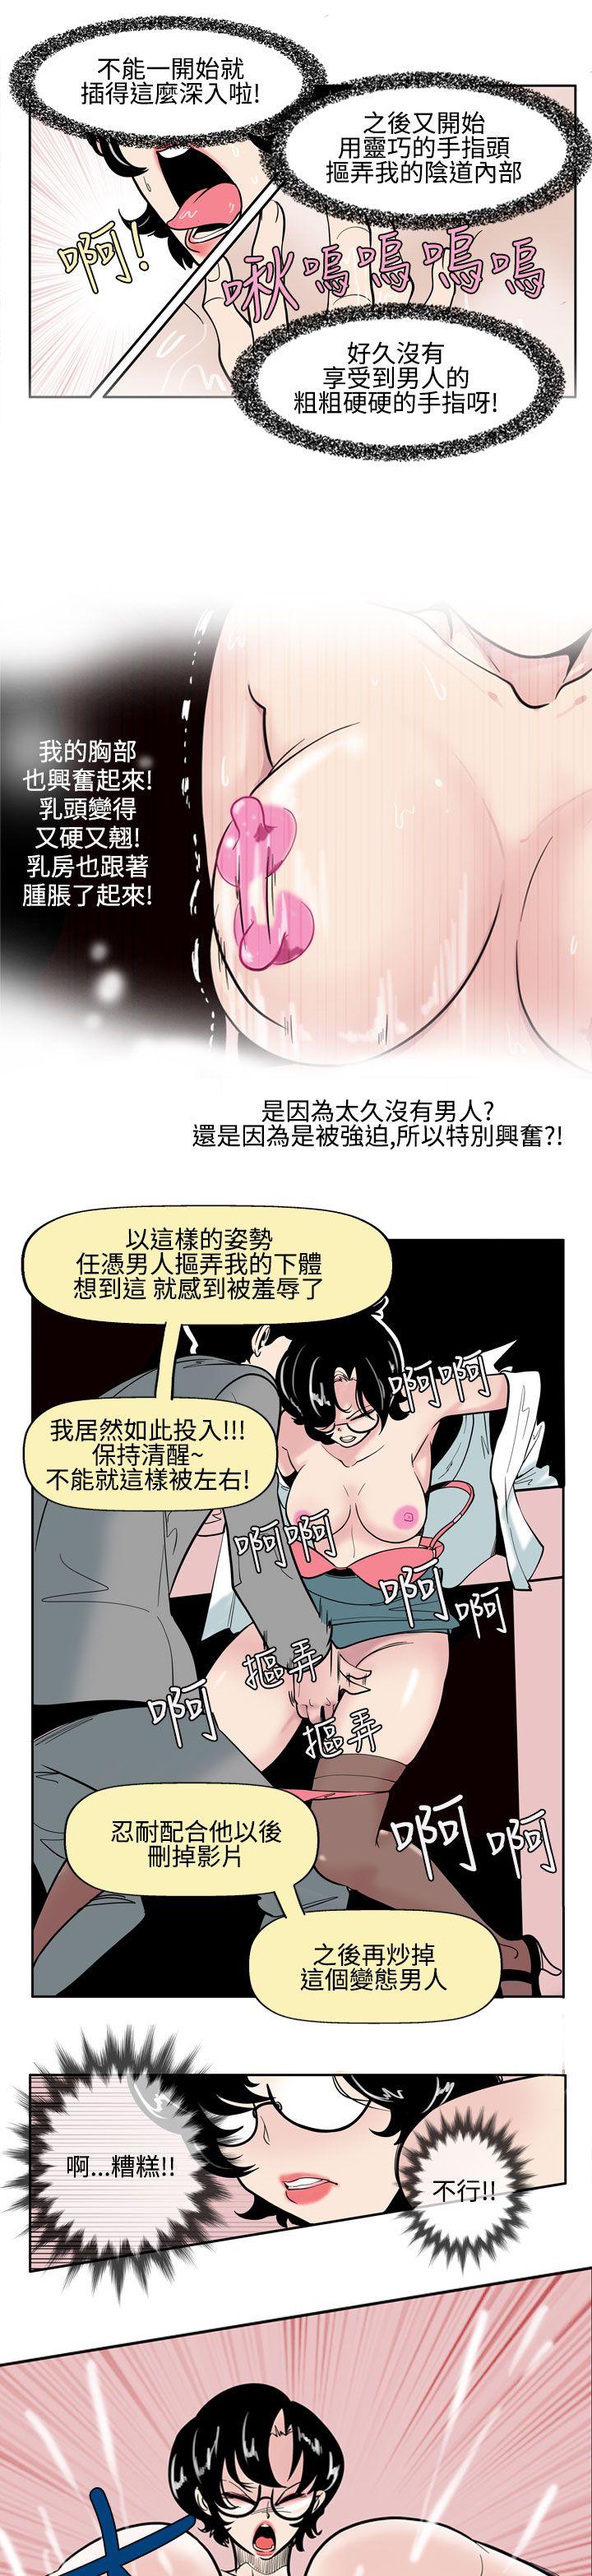 不能一開始就
插得這麼深入啦!
之後又開始
用靈巧的手指頭
摳弄我的陰道內部
啊!
啾嗚嗚嗚嗚
好久沒有
享受到男人的
粗粗硬硬的手指呀!
我的胸部
也興奮起來!
乳頭變得
又硬又翹!
乳房也跟著
腫脹了起來!
是因為太久沒有男人?
還是因為是被強迫,所以特別興奮?!
以這樣的姿勢
任憑男人摳弄我的下體
想到這 就感到被羞辱了
啊啊
我居然如此投入!!!
保持清醒~
不能就這樣被左右!
啊啊
啊
啊
摳弄
啊
摳弄
啊
啊
忍耐配合他以後
刪掉影片
之後再炒掉
這個變態男人
啊...糟糕!!
不行!!